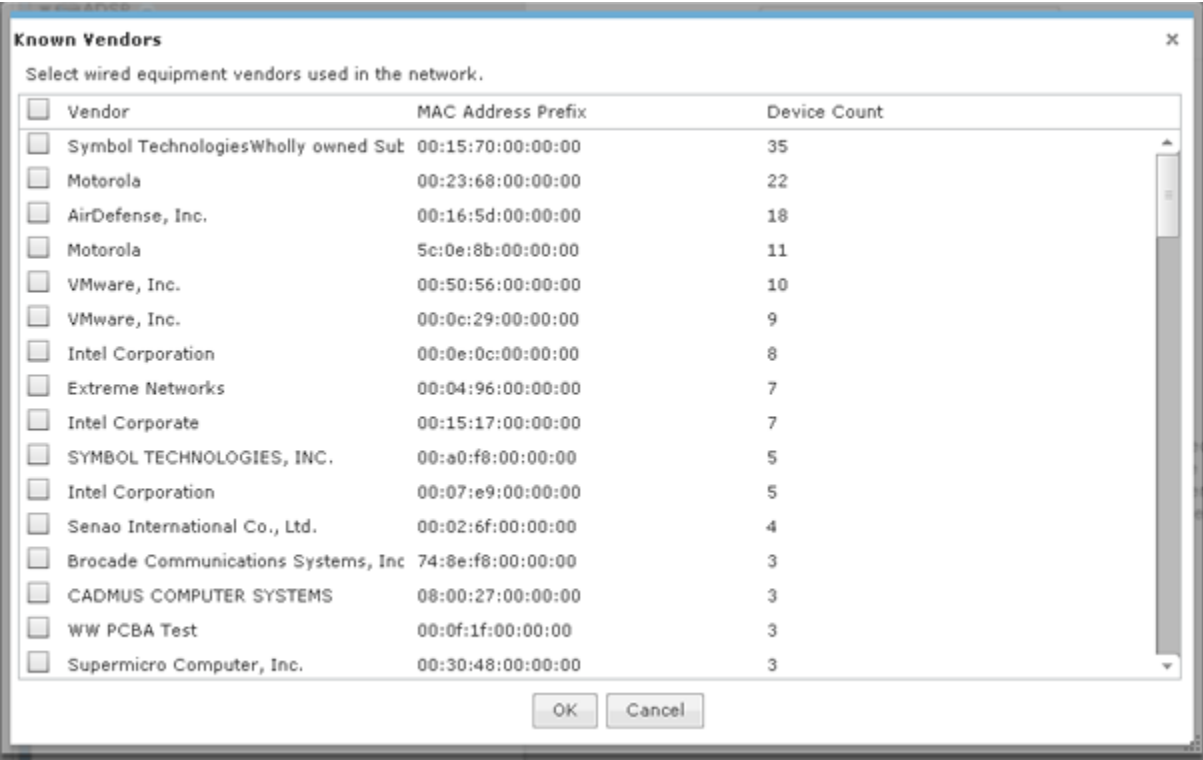 Known Vendors
Select wired equipment vendors used in the network.
Vendor MAC Address Prefix Device Count
Symbol TechnologiesWholly owned Sub 00:15:70:00:00:00 35
Motorola 00:23:68:00:00:00 22
AirDefense, Inc. 00:16:5d:00:00:00 18
Motorola 5c:0e:8b:00:00:00 11
VMware, Inc. 00:50:56:00:00:00 10
VMware, Inc. 00:0c:29:00:00:00 9
Intel Corporation 00:0e:0c:00:00:00 8
Extreme Networks 00:04:96:00:00:00 7
Intel Corporate 00:15:17:00:00:00 7
SYMBOL TECHNOLOGIES, INC. 00:a0:f8:00:00:00 5
Intel Corporation 00:07:e9:00:00:00 5
Senao International Co., Ltd. 00:02:6f:00:00:00 4
Brocade Communications Systems, Inc 74:8e:f8:00:00:00 3
CADMUS COMPUTER SYSTEMS 08:00:27:00:00:00 3
WW PCBA Test 00:0f:1f:00:00:00 3
Supermicro Computer, Inc. 00:30:48:00:00:00 3
OK Cancel